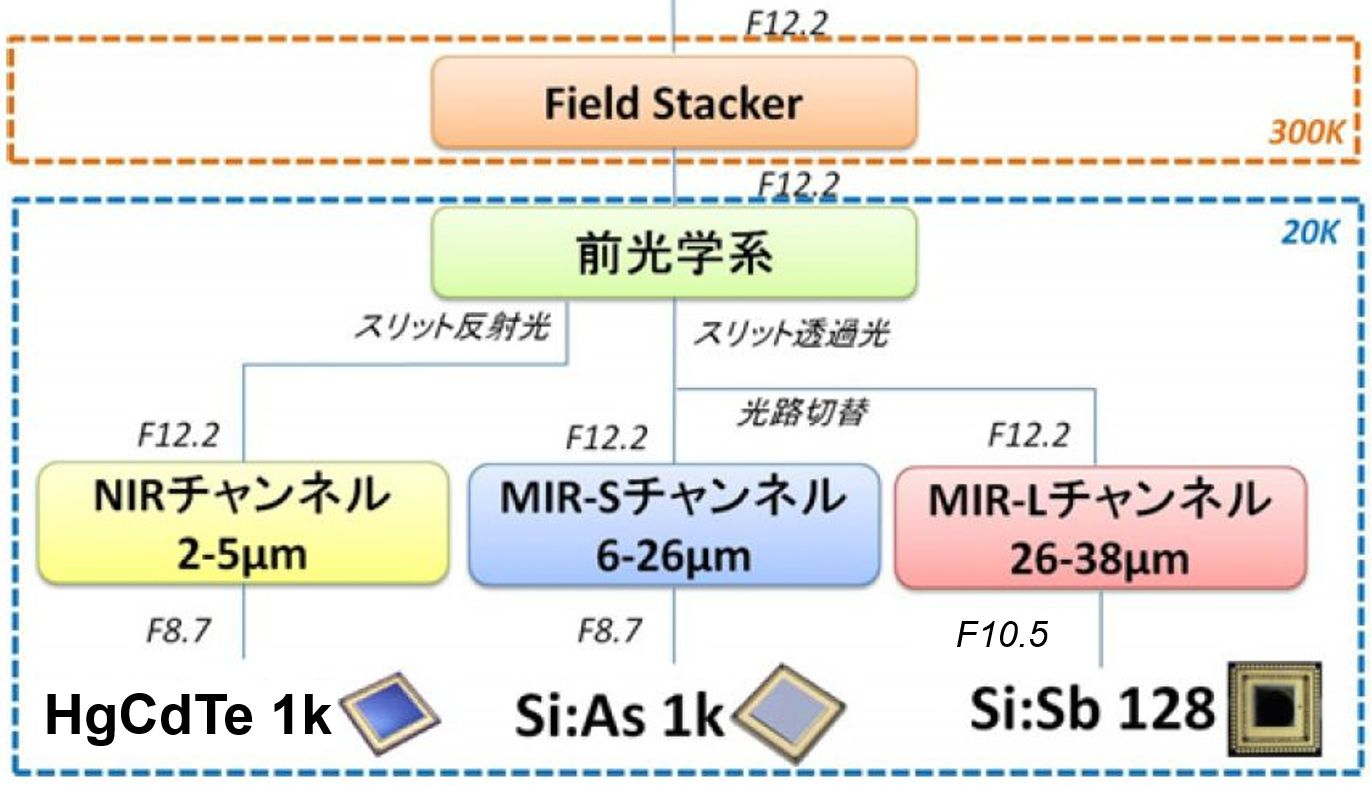 F12.2
Field Stacker
300K
F12.2
20K
前光学系
スリット反射光
スリット透過光
光路切替
F12.2
F12.2
F12.2
NIRチャンネル
2-5μm
MIR-Sチャンネル
6-26μm
MIR-Lチャンネル
26-38μm
F8.7
F8.7
F10.5
HgCdTe 1k
Si:As 1k
Si:Sb 128